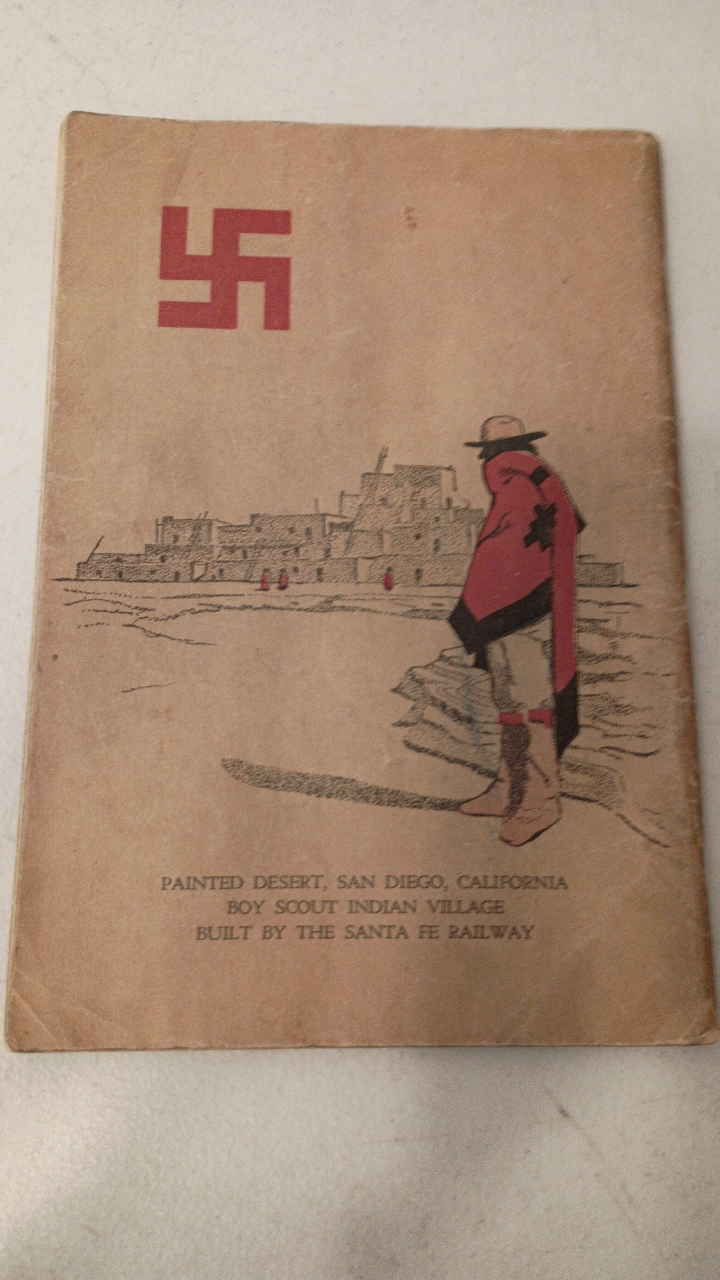 PAINTED DESERT, SAN DIEGO, CALIFORNIA
BOY SCOUT INDIAN VILLAGE
BUILT BY THE SANTA FE RAILWAY